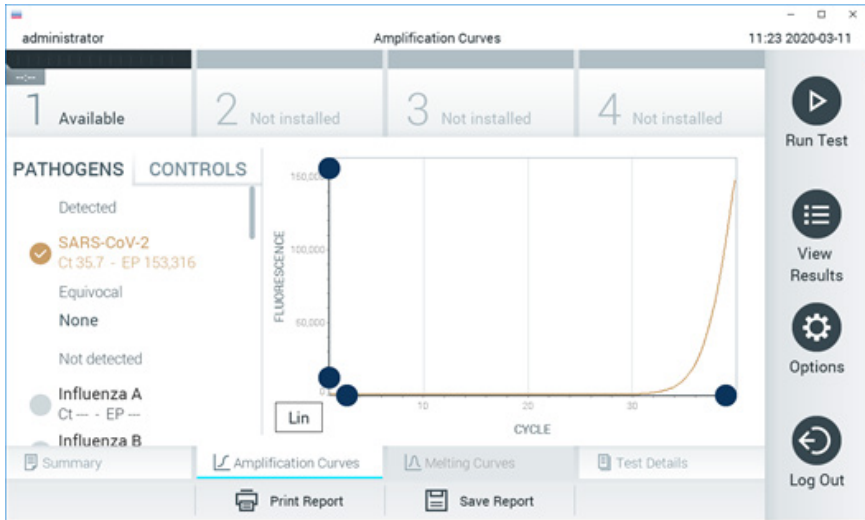 administrator
Amplification Curves
11:23 2020-03-11
--:--
1 Available
2 Not installed
3 Not installed
4 Not installed
Run Test
PATHOGENS
CONTROLS
Detected
SARS-CoV-2
Ct 35.7 - EP 153,316
Equivocal
None
Not detected
Influenza A
Ct --- - EP ---
Influenza B
FLUORESCENCE
150,000
100,000
50,000
0
10
20
30
CYCLE
Lin
View
Results
Options
Log Out
Summary
Amplification Curves
Melting Curves
Test Details
Print Report
Save Report